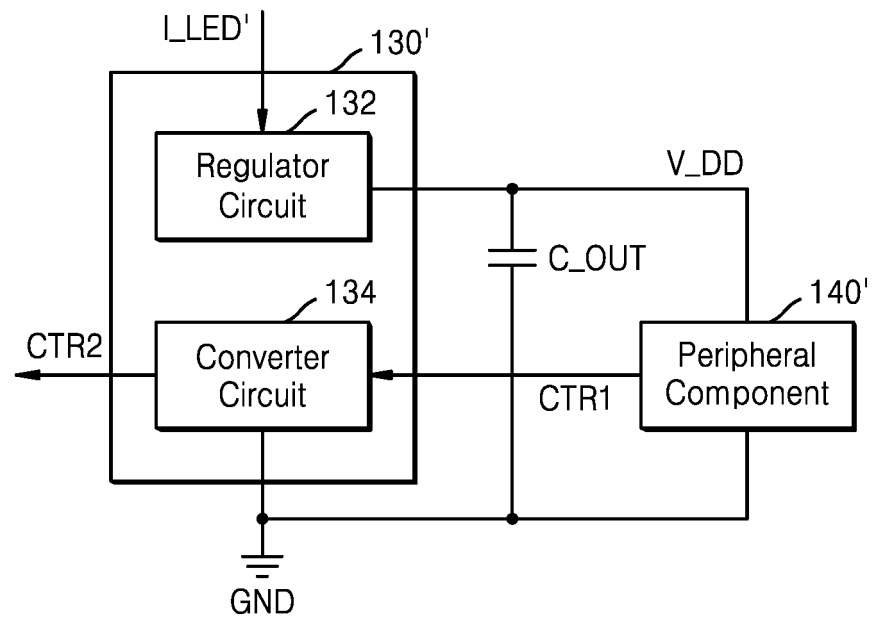 I_LED'
130'
132
Regulator
Circuit
V_DD
C_OUT
134
140'
CTR2
Converter
Circuit
CTR1
Peripheral
Component
GND